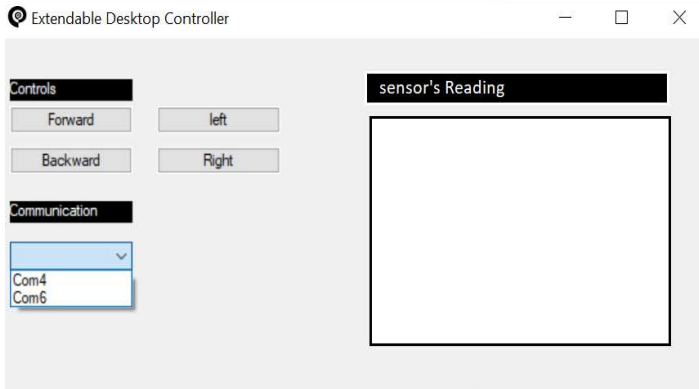 Extendable Desktop Controller
Controls
Forward
left
Backward
Right
Communication
Com4
Com6
sensor's Reading